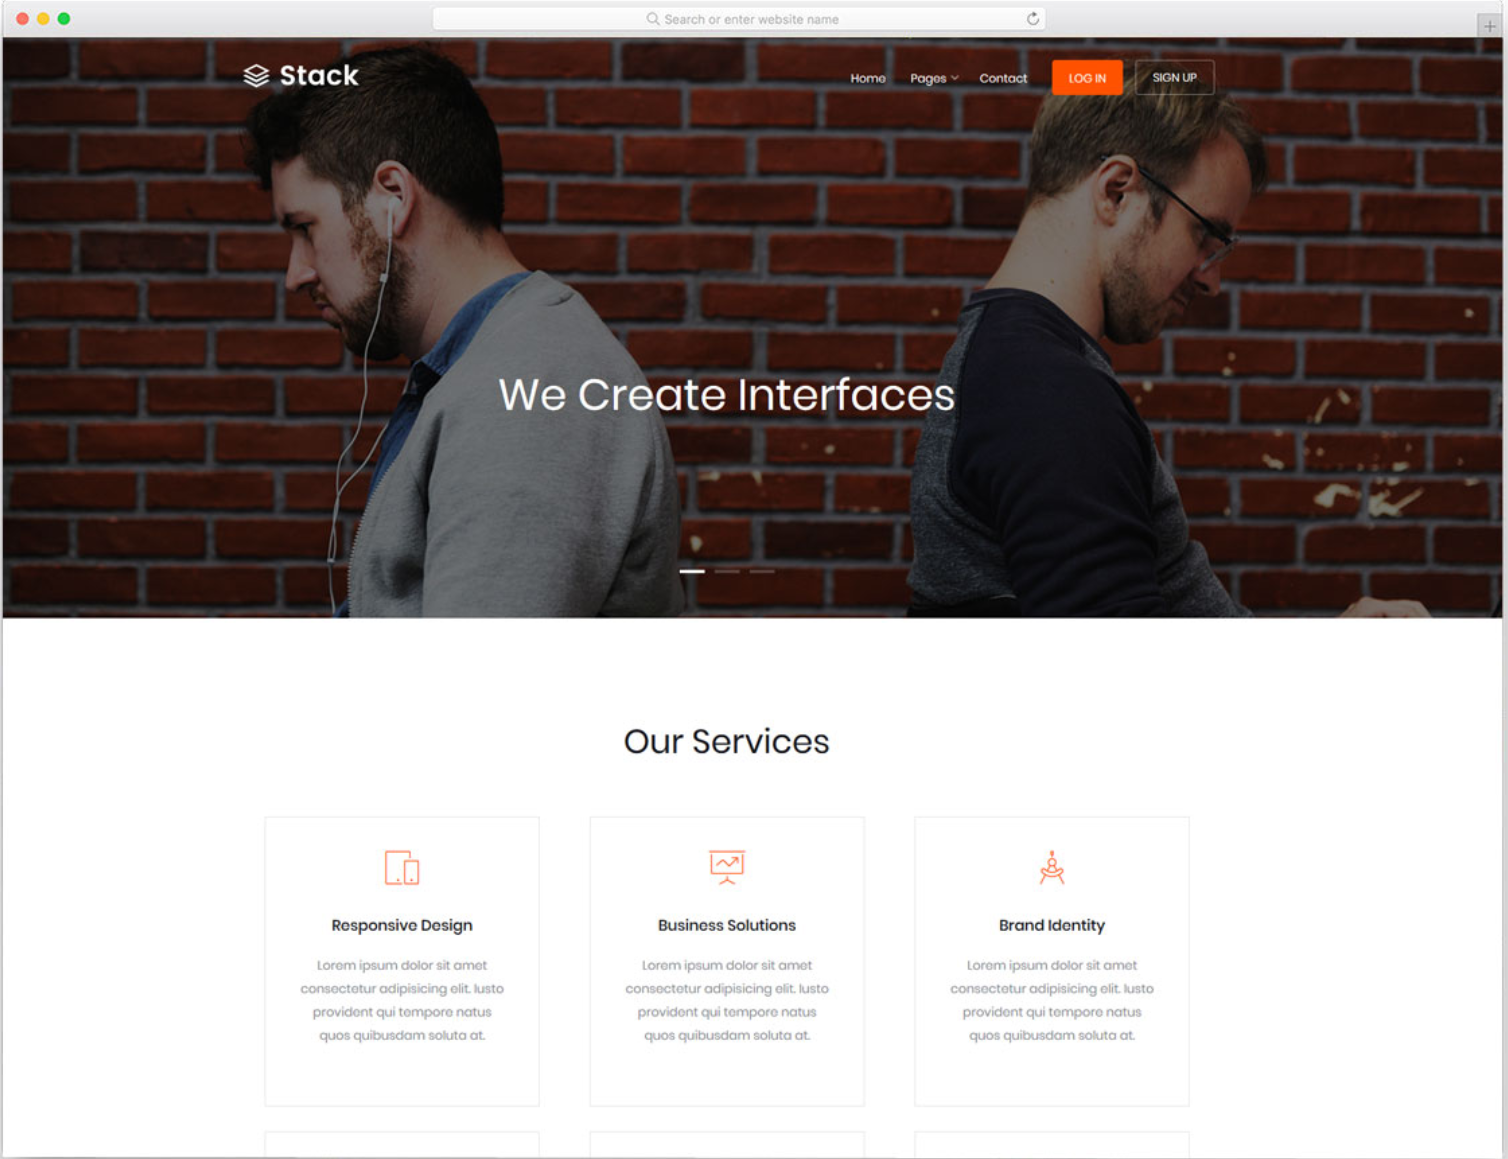 Search or enter website name
Stack
Home Pages Contact LOG IN SIGN UP
We Create Interfaces
Our Services
Responsive Design
Lorem ipsum dolor sit amet
consectetur adipisicing elit. Iusto
provident qui tempore natus
quos quibusdam soluta at.
Business Solutions
Lorem ipsum dolor sit amet
consectetur adipisicing elit. Iusto
provident qui tempore natus
quos quibusdam soluta at.
Brand Identity
Lorem ipsum dolor sit amet
consectetur adipisicing elit. Iusto
provident qui tempore natus
quos quibusdam soluta at.